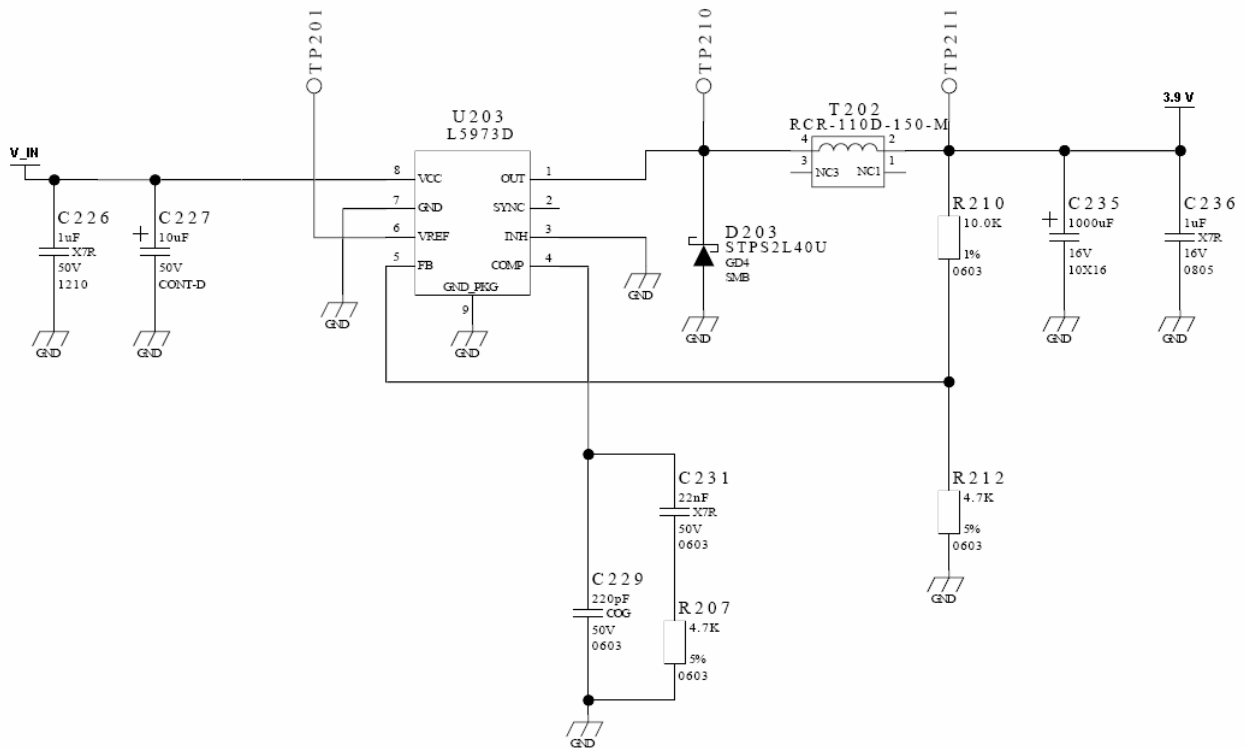 TP201
TP210
TP211
V_IN
U203
L5973D
T202
RCR-110D-150-M
3.9 V
8 VCC OUT 1
7 GND SYNC 2
6 VREF INH 3
5 FB COMP 4
GND_PKG
9
4 2
3 NC3 NC1 1
C226
1uF
X7R
50V
1210
C227
+
10uF
50V
CONT-D
D203
STPS2L40U
GD4
SMB
R210
10.0K
1%
0603
C235
+
1000uF
16V
10X16
C236
1uF
X7R
16V
0805
GND
GND
GND
GND
GND
GND
GND
GND
C231
22nF
X7R
50V
0603
R212
4.7K
5%
0603
GND
C229
220pF
COG
50V
0603
R207
4.7K
5%
0603
GND